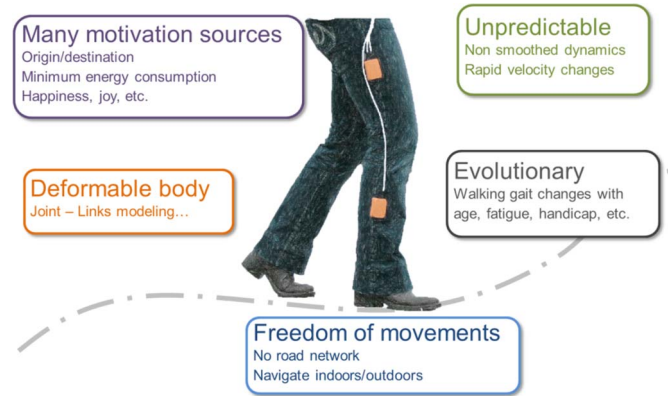 Many motivation sources
Origin/destination
Minimum energy consumption
Happiness, joy, etc.
Unpredictable
Non smoothed dynamics
Rapid velocity changes
Deformable body
Joint – Links modeling…
Evolutionary
Walking gait changes with
age, fatigue, handicap, etc.
Freedom of movements
No road network
Navigate indoors/outdoors